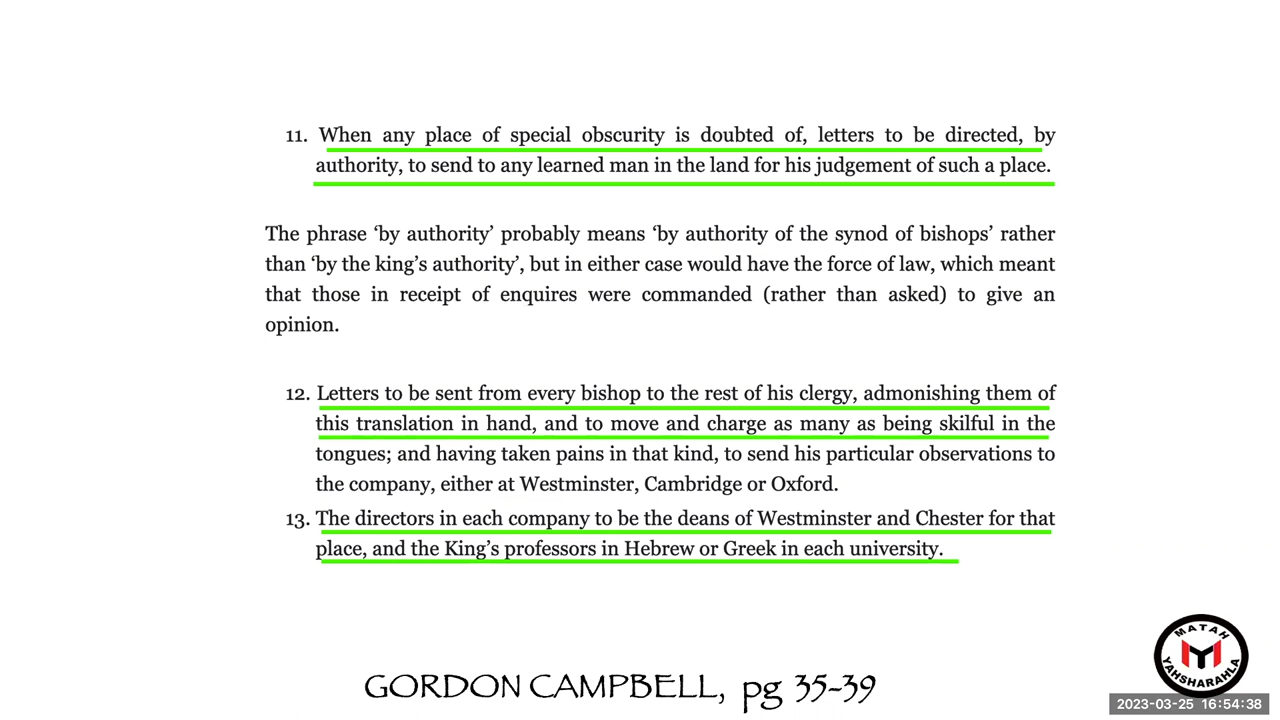 11. When any place of special obscurity is doubted of, letters to be directed, by
authority, to send to any learned man in the land for his judgement of such a place.
The phrase ‘by authority’ probably means ‘by authority of the synod of bishops’ rather
than ‘by the king’s authority’, but in either case would have the force of law, which meant
that those in receipt of enquires were commanded (rather than asked) to give an
opinion.
12. Letters to be sent from every bishop to the rest of his clergy, admonishing them of
this translation in hand, and to move and charge as many as being skilful in the
tongues; and having taken pains in that kind, to send his particular observations to
the company, either at Westminster, Cambridge or Oxford.
13. The directors in each company to be the deans of Westminster and Chester for that
place, and the King’s professors in Hebrew or Greek in each university.
GORDON CAMPBELL, pg 35-39
MATAH
YAHSHARAHLA
2023-03-25 16:54:38